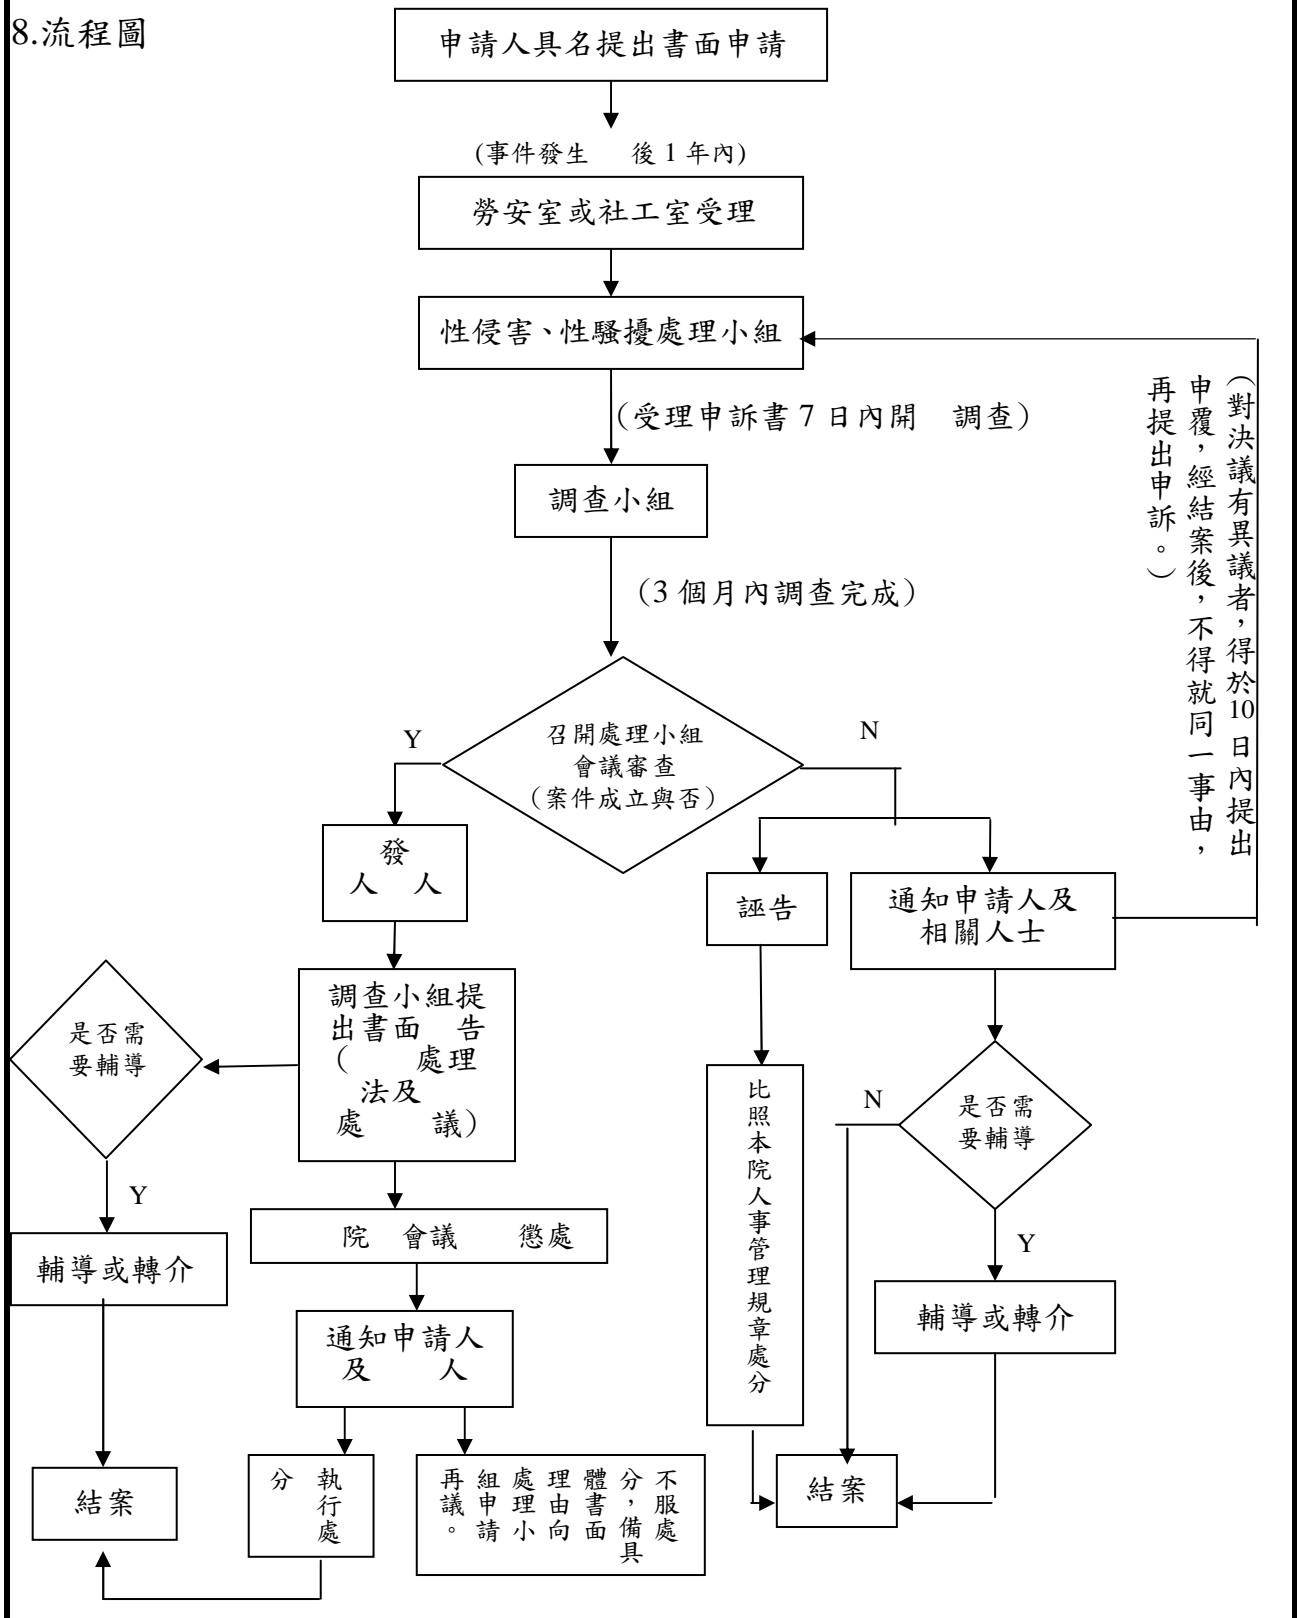 8.流程圖
申請人具名提出書面申請
(事件發生 後 1 年內)
勞安室或社工室受理
性侵害、性騷擾處理小組
（受理申訴書 7 日內開 調查）
調查小組
（3 個月內調查完成）
（對決議有異議者，得於10日內提出
申覆，經結案後，不得就同一事由，
再提出申訴。）
召開處理小組
會議審查
（案件成立與否）
Y
N
發
人 人
誣告
通知申請人及
相關人士
調查小組提
出書面 告
（ 處理
法及
處 議）
是否需
要輔導
Y
輔導或轉介
院 會議 懲處
通知申請人
及 人
比照本院人事管理規章處分
是否需
要輔導
N
Y
輔導或轉介
結案
執行處
分
不服處
分，備具
體書面
理由向
處理小
組申請
再議。
結案